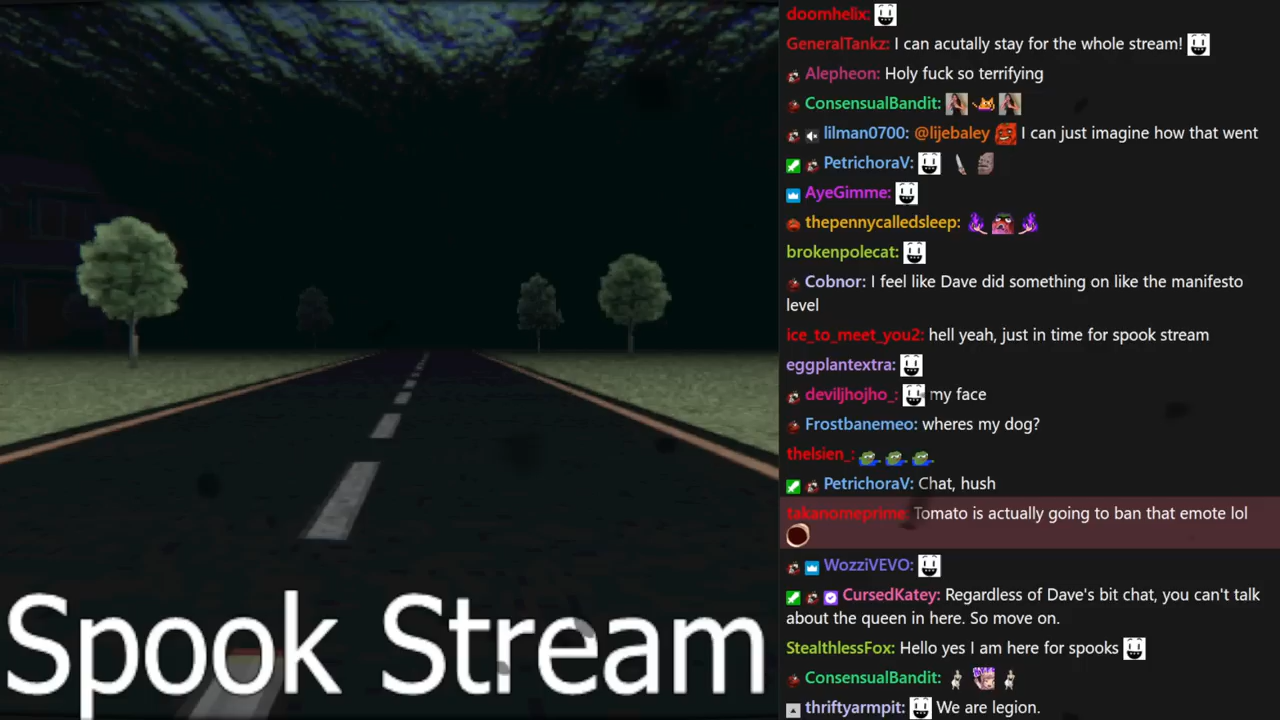 doomhelix:
GeneralTankz: I can acutally stay for the whole stream!
Alepheon: Holy fuck so terrifying
ConsensualBandit:
lilman0700: @lijebaley I can just imagine how that went
PetrichoraV:
AyeGimme:
thepennycalledsleep:
brokenpolecat:
Cobnor: I feel like Dave did something on like the manifesto
level
ice_to_meet_you2: hell yeah, just in time for spook stream
eggplantextra:
deviljhojho_: my face
Frostbanemeo: wheres my dog?
thelsien_:
PetrichoraV: Chat, hush
takanomeprime: Tomato is actually going to ban that emote lol
WozziVEVO:
CursedKatey: Regardless of Dave's bit chat, you can't talk
about the queen in here. So move on.
StealthlessFox: Hello yes I am here for spooks
ConsensualBandit:
thriftyarmpit: We are legion.
Spook Stream